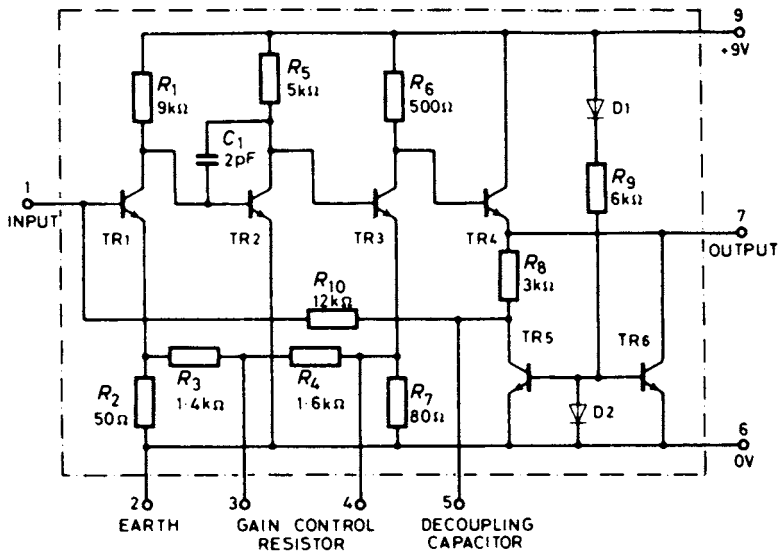 9
+9V
R1
9kΩ
R5
5kΩ
R6
500Ω
D1
C1
2pF
R9
6kΩ
1
INPUT
TR1
TR2
TR3
TR4
7
OUTPUT
R8
3kΩ
R10
12kΩ
TR5
TR6
R2
50Ω
R3
1·4kΩ
R4
1·6kΩ
R7
80Ω
D2
6
0V
2
3
4
5
EARTH
GAIN CONTROL
RESISTOR
DECOUPLING
CAPACITOR